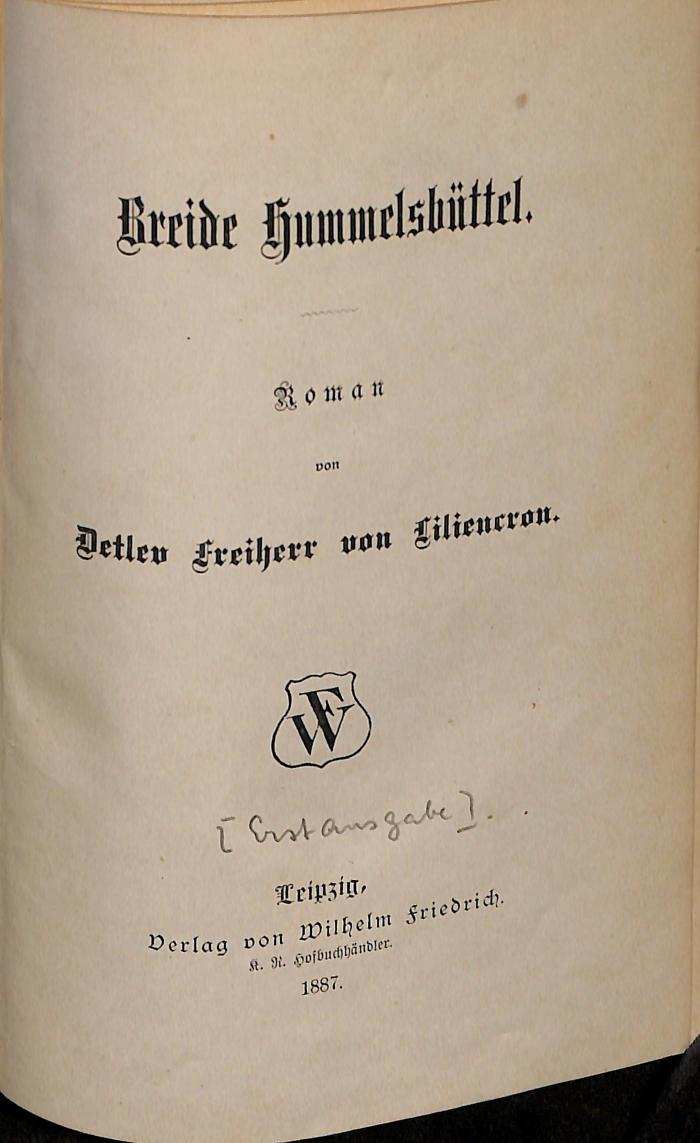 Breide Hummelsbüttel.
Roman
von
Detlev Freiherr von Liliencron.
WF
[Erstausgabe].
Leipzig,
Verlag von Wilhelm Friedrich.
K. R. Hofbuchhändler.
1887.